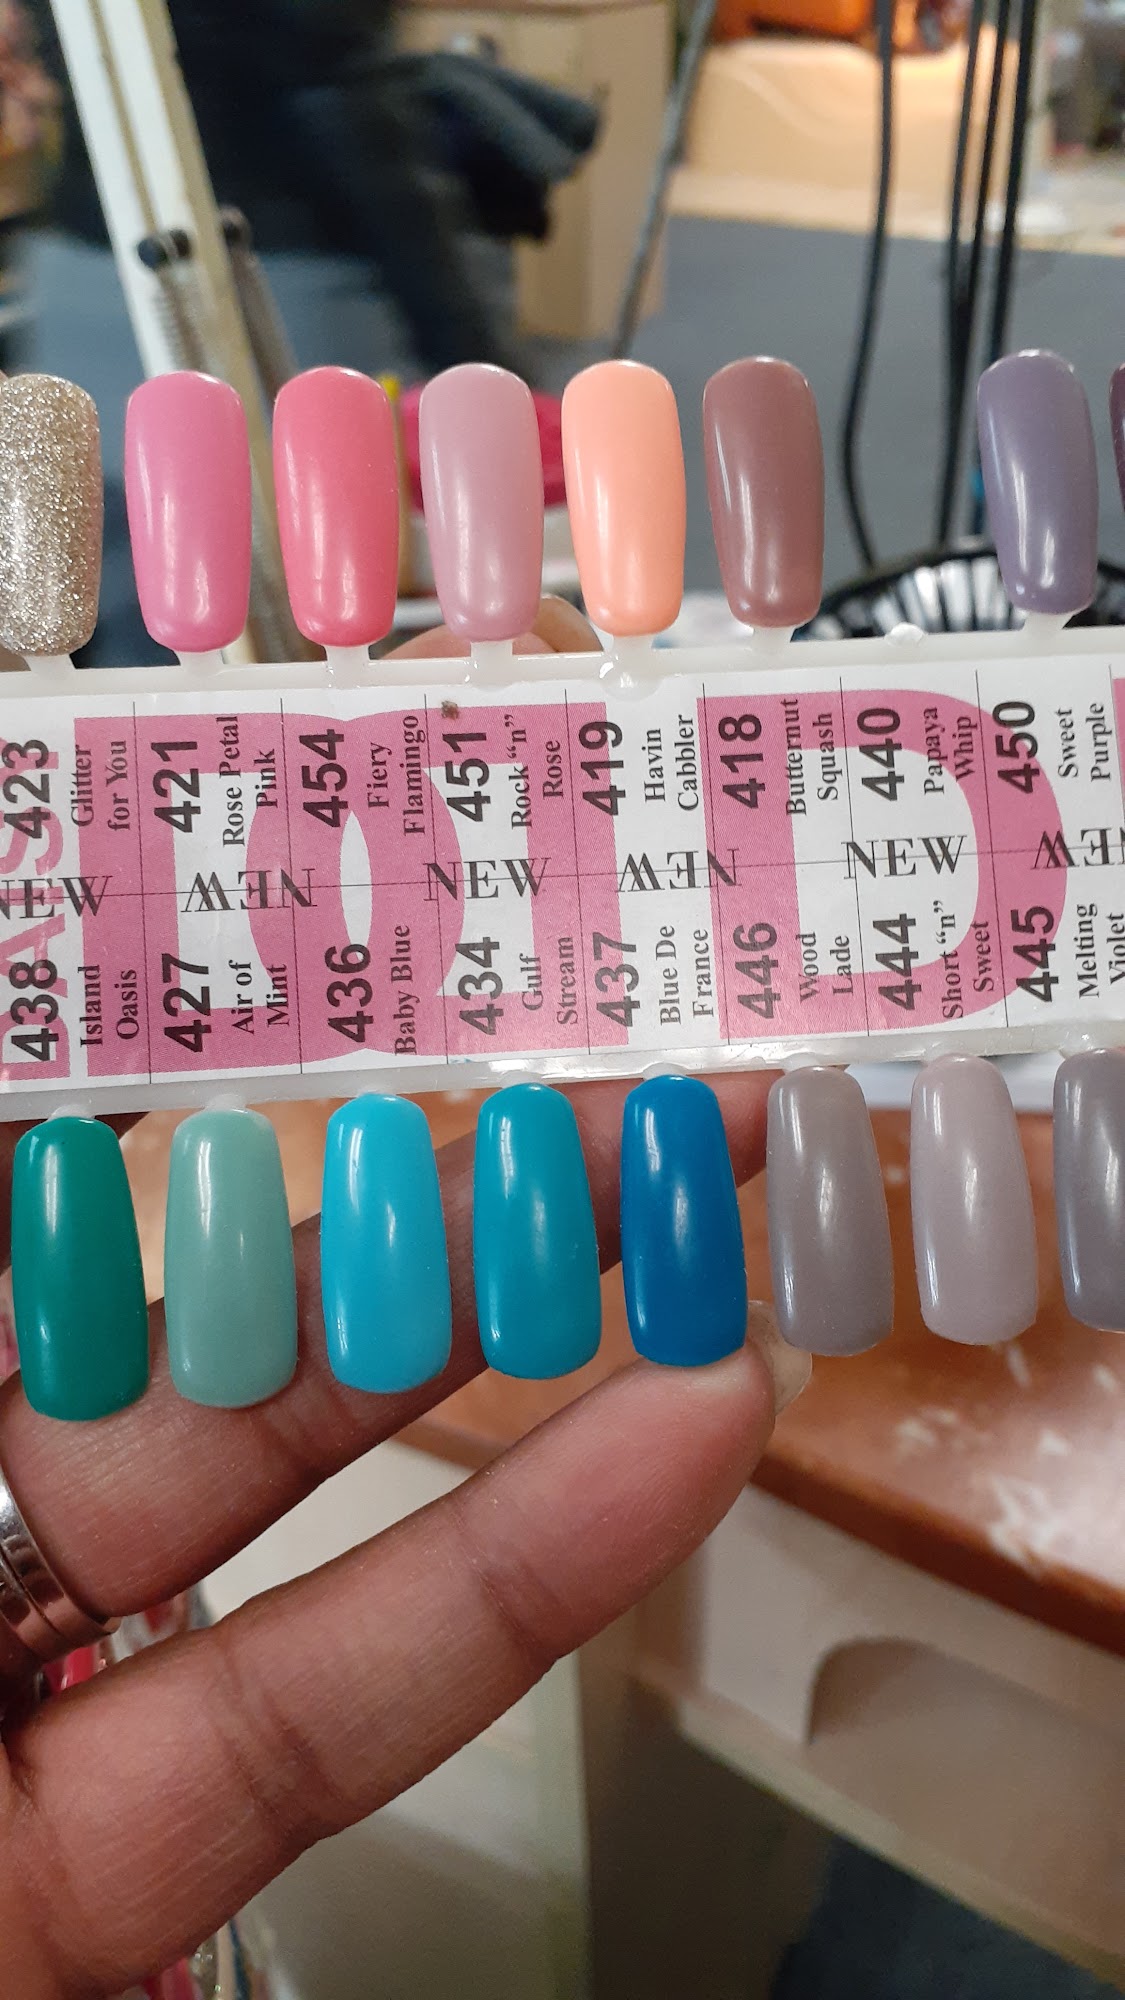 423
Glitter
for You
421
Rose Petal
Pink
454
Fiery
Flamingo
451
Rock "n"
Rose
419
Havin
Cabbler
418
Butternut
Squash
440
Papaya
Whip
450
Sweet
Purple
NEW
NEW
NEW
NEW
NEW
NEW
438
Island
Oasis
427
Air of
Mint
436
Baby Blue
434
Gulf
Stream
437
Blue De
France
446
Wood
Lade
444
Short "n"
Sweet
445
Melting
Violet
DAISY
DND